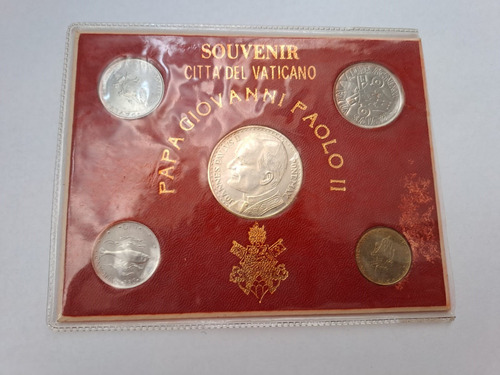 SOUVENIR
CITTA DEL VATICANO
PAPA GIOVANNI PAOLO II